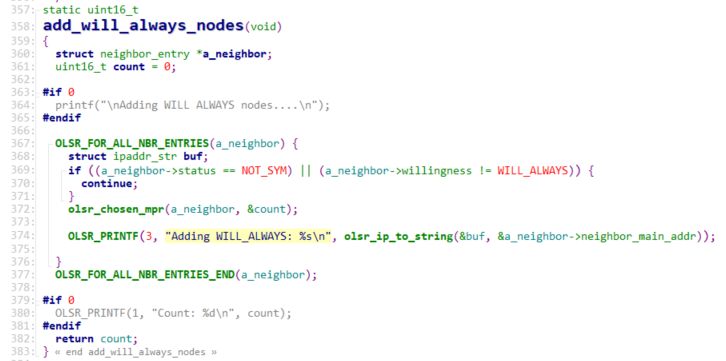 357: static uint16_t
358: add_will_always_nodes(void)
359: {
360:   struct neighbor_entry *a_neighbor;
361:   uint16_t count = 0;
362:
363: #if 0
364:   printf("\nAdding WILL ALWAYS nodes....\n");
365: #endif
366:
367:   OLSR_FOR_ALL_NBR_ENTRIES(a_neighbor) {
368:     struct ipaddr_str buf;
369:     if ((a_neighbor->status == NOT_SYM) || (a_neighbor->willingness != WILL_ALWAYS)) {
370:       continue;
371:     }
372:     olsr_chosen_mpr(a_neighbor, &count);
373:
374:     OLSR_PRINTF(3, "Adding WILL_ALWAYS: %s\n", olsr_ip_to_string(&buf, &a_neighbor->neighbor_main_addr));
375:
376:   }
377:   OLSR_FOR_ALL_NBR_ENTRIES_END(a_neighbor);
378:
379: #if 0
380:   OLSR_PRINTF(1, "Count: %d\n", count);
381: #endif
382:   return count;
383: } « end add_will_always_nodes »